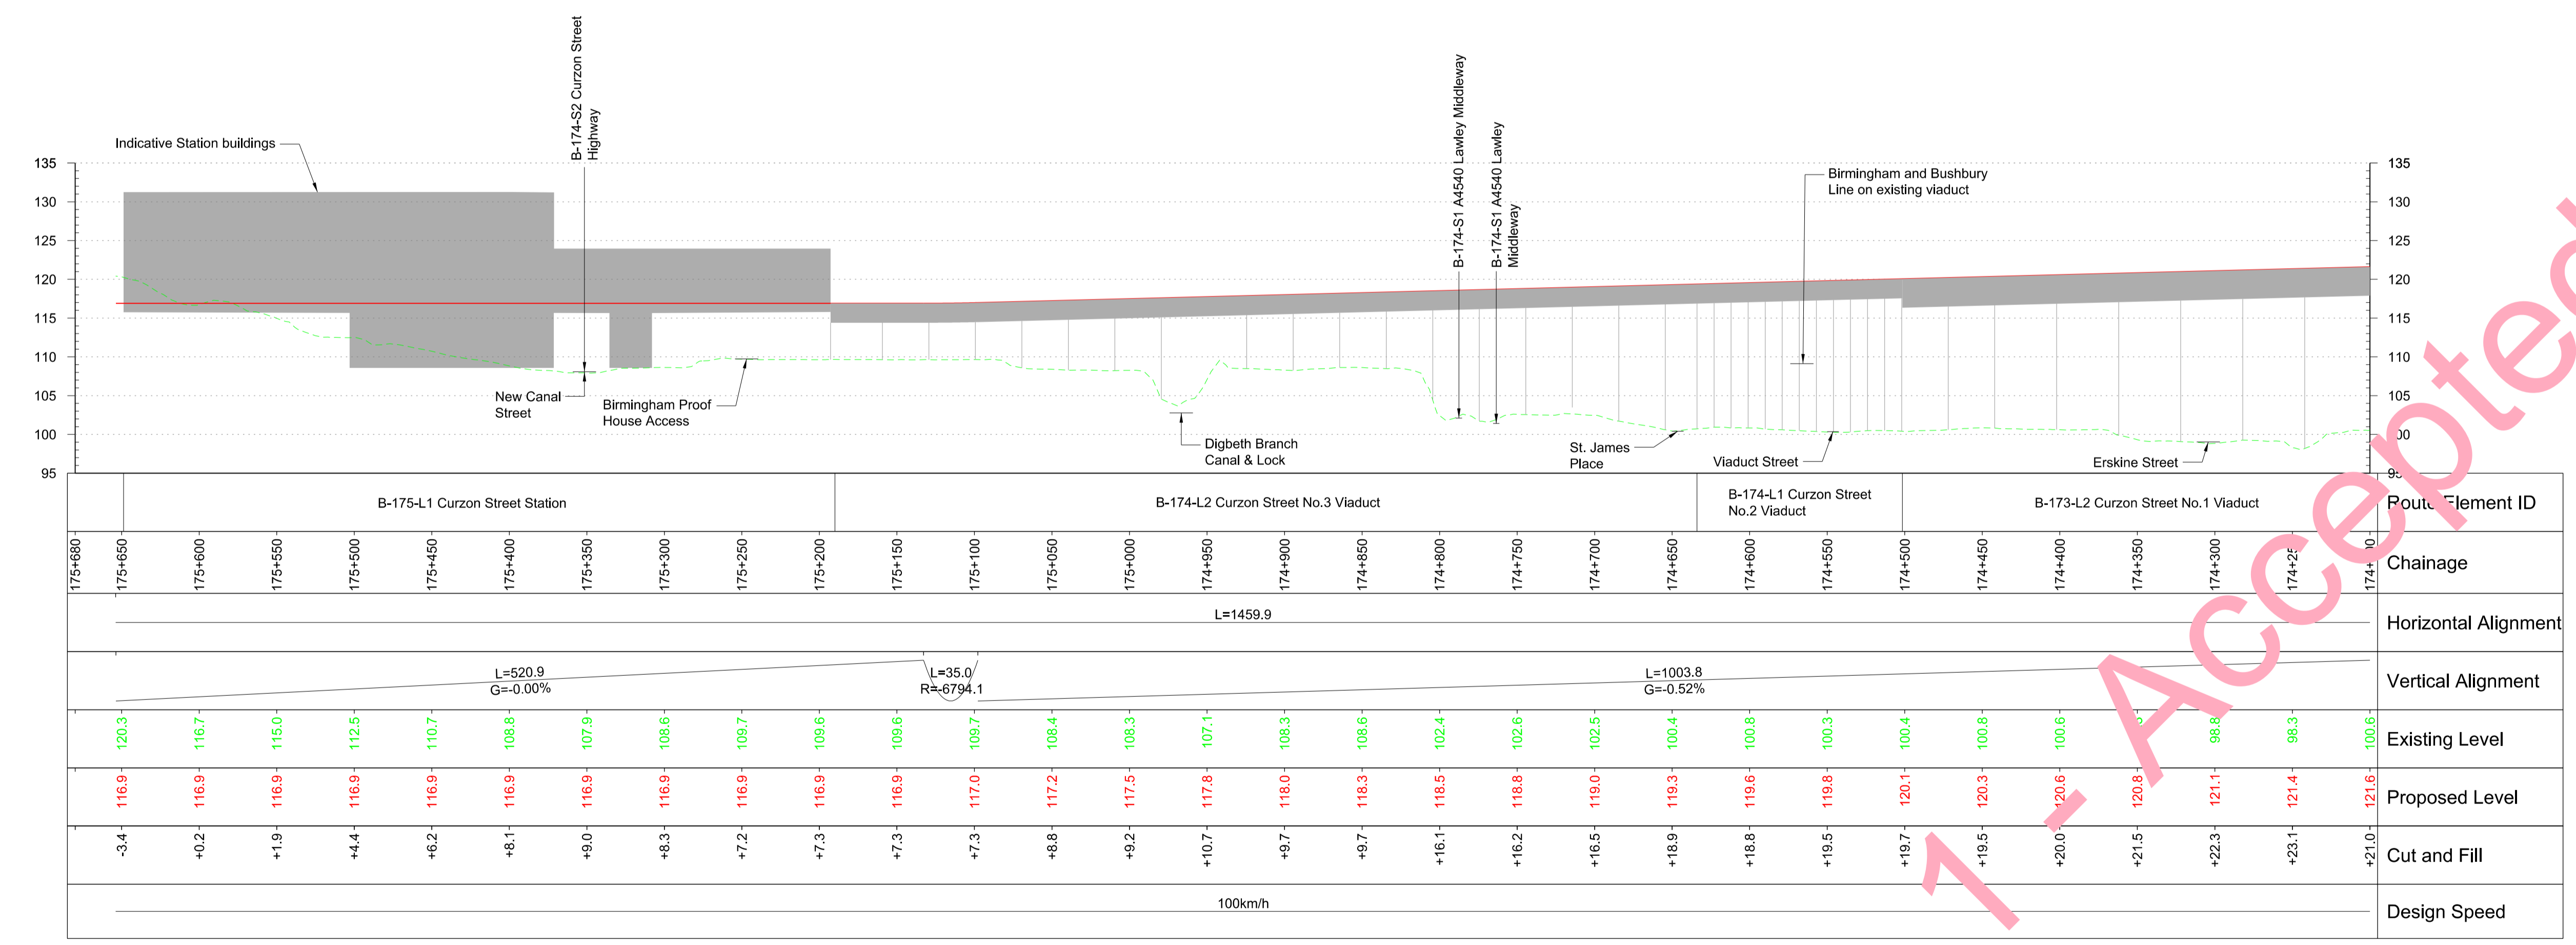 B-174-S2 Curzon Street
Highway
B-174-S1 A4540 Lawley Middleway
B-174-S1 A4540 Lawley
Middleway
Indicative Station buildings
Birmingham and Bushbury
Line on existing viaduct
135
130
125
120
115
110
105
100
95
135
130
125
120
115
110
105
New Canal
Street
Birmingham Proof
House Access
Digbeth Branch
Canal & Lock
St. James
Place
Viaduct Street
Erskine Street
B-175-L1 Curzon Street Station
B-174-L2 Curzon Street No.3 Viaduct
B-174-L1 Curzon Street
No.2 Viaduct
B-173-L2 Curzon Street No.1 Viaduct
Route Element ID
175+680 175+650 175+600 175+550 175+500 175+450 175+400 175+350 175+300 175+250 175+200 175+150 175+100 175+050 175+000 174+950 174+900 174+850 174+800 174+750 174+700 174+650 174+600 174+550 174+500 174+450 174+400 174+350 174+300
Chainage
L=1459.9
Horizontal Alignment
L=520.9
G=-0.00%
L=35.0
R=-6794.1
L=1003.8
G=-0.52%
Vertical Alignment
120.3 116.7 115.0 112.5 110.7 108.8 107.9 108.6 109.7 109.6 109.6 109.7 108.4 108.3 107.1 108.3 108.6 102.4 102.6 102.5 100.4 100.8 100.3 100.4 100.8 100.6 98.8 98.3 100.6
Existing Level
116.9 116.9 116.9 116.9 116.9 116.9 116.9 116.9 116.9 116.9 116.9 117.0 117.2 117.5 117.8 118.0 118.3 118.5 118.8 119.0 119.3 119.6 119.8 120.1 120.3 120.6 120.8 121.1 121.4 121.6
Proposed Level
-3.4 +0.2 +1.9 +4.4 +6.2 +8.1 +9.0 +8.3 +7.2 +7.3 +7.3 +7.3 +8.8 +9.2 +10.7 +9.7 +9.7 +16.1 +16.2 +16.5 +18.9 +18.8 +19.5 +19.7 +19.5 +20.0 +21.5 +22.3 +23.1 +21.0
Cut and Fill
100km/h
Design Speed
1 - Accepted